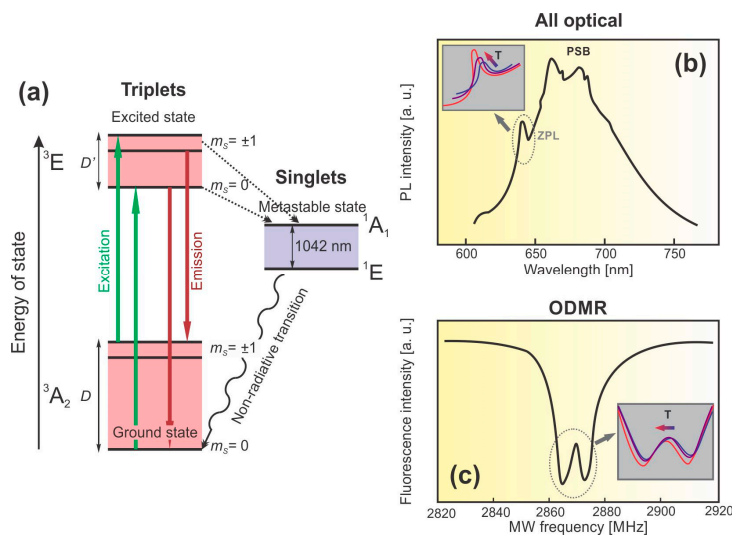 (a)
Triplets
Excited state
³E
D'
mₛ= ±1
mₛ= 0
Singlets
Metastable state
¹A₁
1042 nm
¹E
Energy of state
Excitation
Emission
Non-radiative transition
³A₂
D
mₛ= ±1
Ground state
mₛ= 0
All optical
(b)
T
PSB
ZPL
PL intensity [a. u.]
600 650 700 750
Wavelength [nm]
ODMR
(c)
T
Fluorescence intensity [a. u.]
2820 2840 2860 2880 2900 2920
MW frequency [MHz]